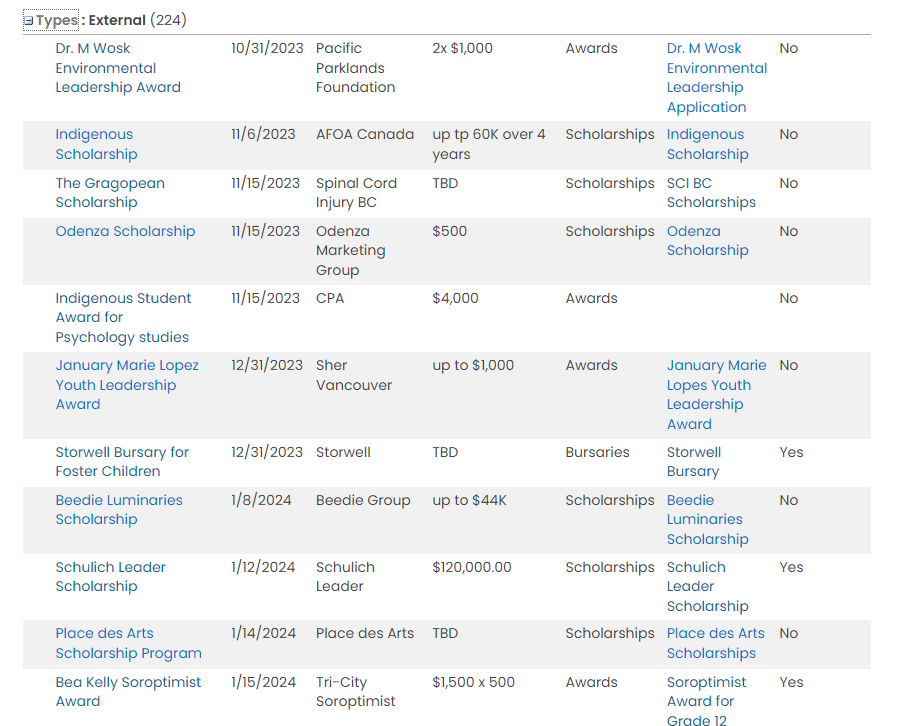 Types : External (224)
Dr. M Wosk 10/31/2023 Pacific 2x $1,000 Awards Dr. M Wosk No
Environmental Parklands Environmental
Leadership Award Foundation Leadership
Application
Indigenous 11/6/2023 AFOA Canada up tp 60K over 4 Scholarships Indigenous No
Scholarship years Scholarship
The Gragopean 11/15/2023 Spinal Cord TBD Scholarships SCI BC No
Scholarship Injury BC Scholarships
Odenza Scholarship 11/15/2023 Odenza $500 Scholarships Odenza No
Marketing Scholarship
Group
Indigenous Student 11/15/2023 CPA $4,000 Awards No
Award for
Psychology studies
January Marie Lopez 12/31/2023 Sher up to $1,000 Awards January Marie No
Youth Leadership Vancouver Lopes Youth
Award Leadership
Award
Storwell Bursary for 12/31/2023 Storwell TBD Bursaries Storwell Yes
Foster Children Bursary
Beedie Luminaries 1/8/2024 Beedie Group up to $44K Scholarships Beedie No
Scholarship Luminaries
Scholarship
Schulich Leader 1/12/2024 Schulich $120,000.00 Scholarships Schulich Yes
Scholarship Leader Leader
Scholarship
Place des Arts 1/14/2024 Place des Arts TBD Scholarships Place des Arts No
Scholarship Program Scholarships
Bea Kelly Soroptimist 1/15/2024 Tri-City $1,500 x 500 Awards Soroptimist Yes
Award Soroptimist Award for
Grade 12